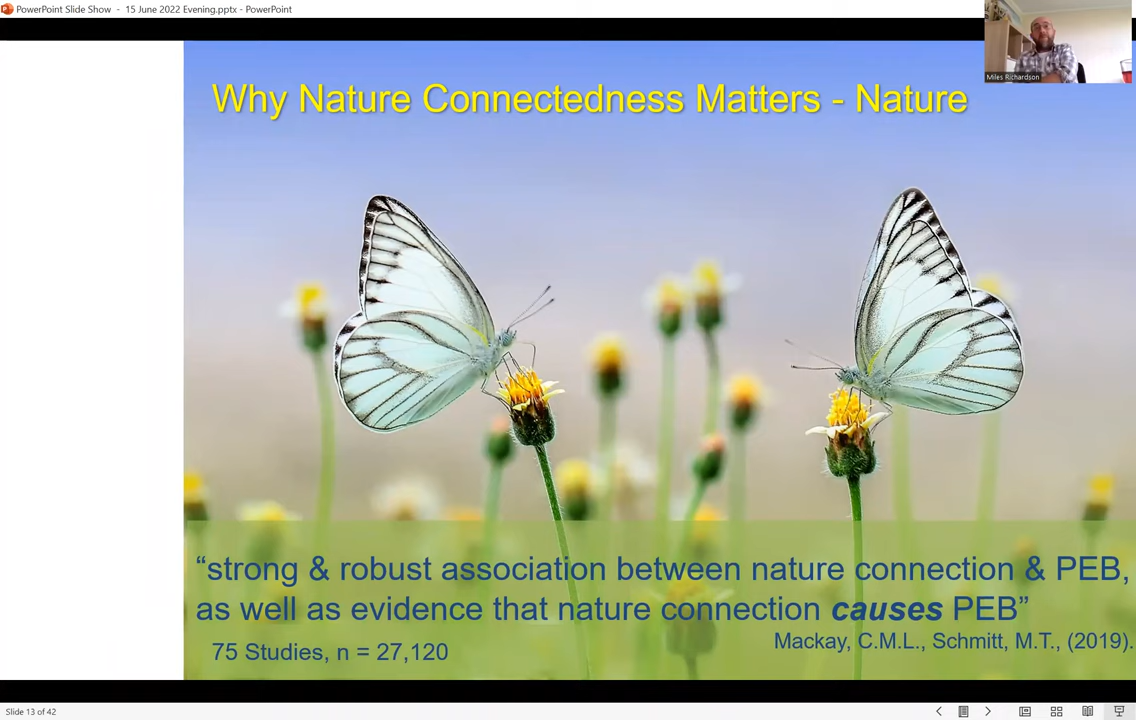 PowerPoint Slide Show - 15 June 2022 Evening.pptx - PowerPoint
Miles Richardson
Why Nature Connectedness Matters - Nature
“strong & robust association between nature connection & PEB,
as well as evidence that nature connection causes PEB”
Mackay, C.M.L., Schmitt, M.T., (2019).
75 Studies, n = 27,120
Slide 13 of 42